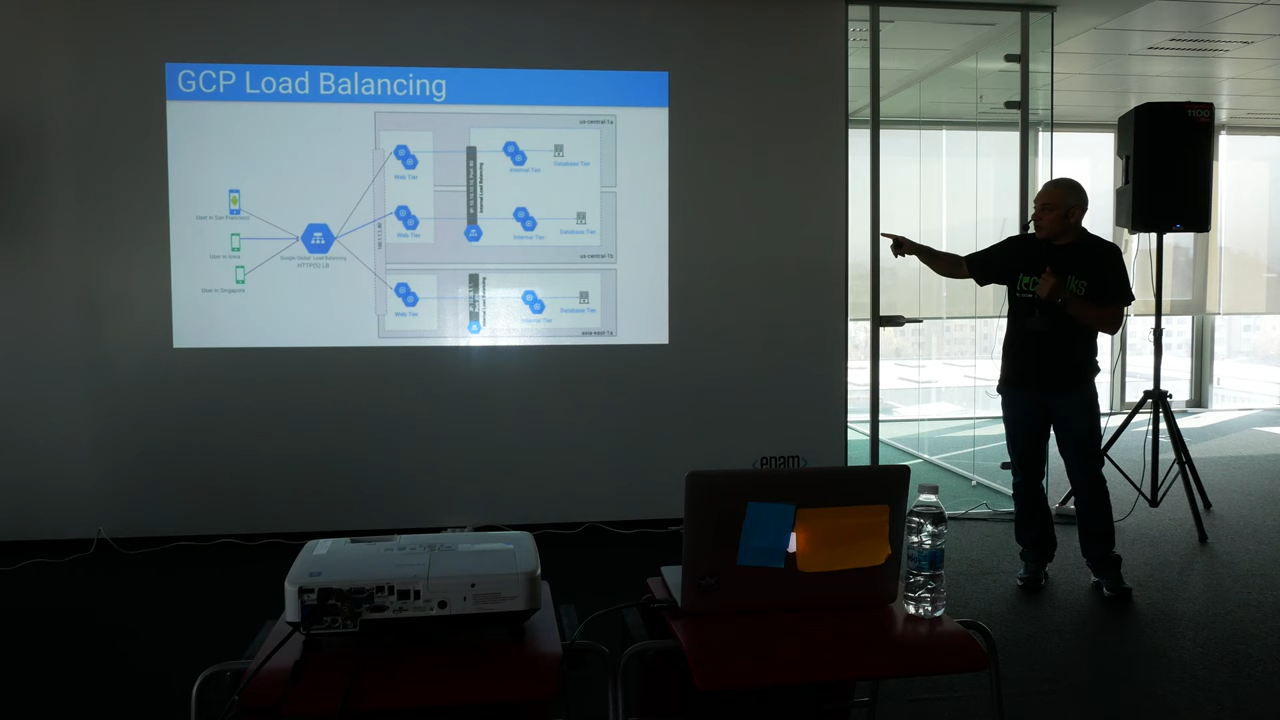 GCP Load Balancing
us-central-1a
Web Tier
Internal Tier
Database Tier
Internal Load Balancing
User in San Francisco
Web Tier
Internal Tier
Database Tier
User in Iowa
Google Global Load Balancing
HTTP(S) LB
us-central-1b
User in Singapore
Web Tier
Internal Tier
Database Tier
Internal Load Balancing
asia-east-1a
1100